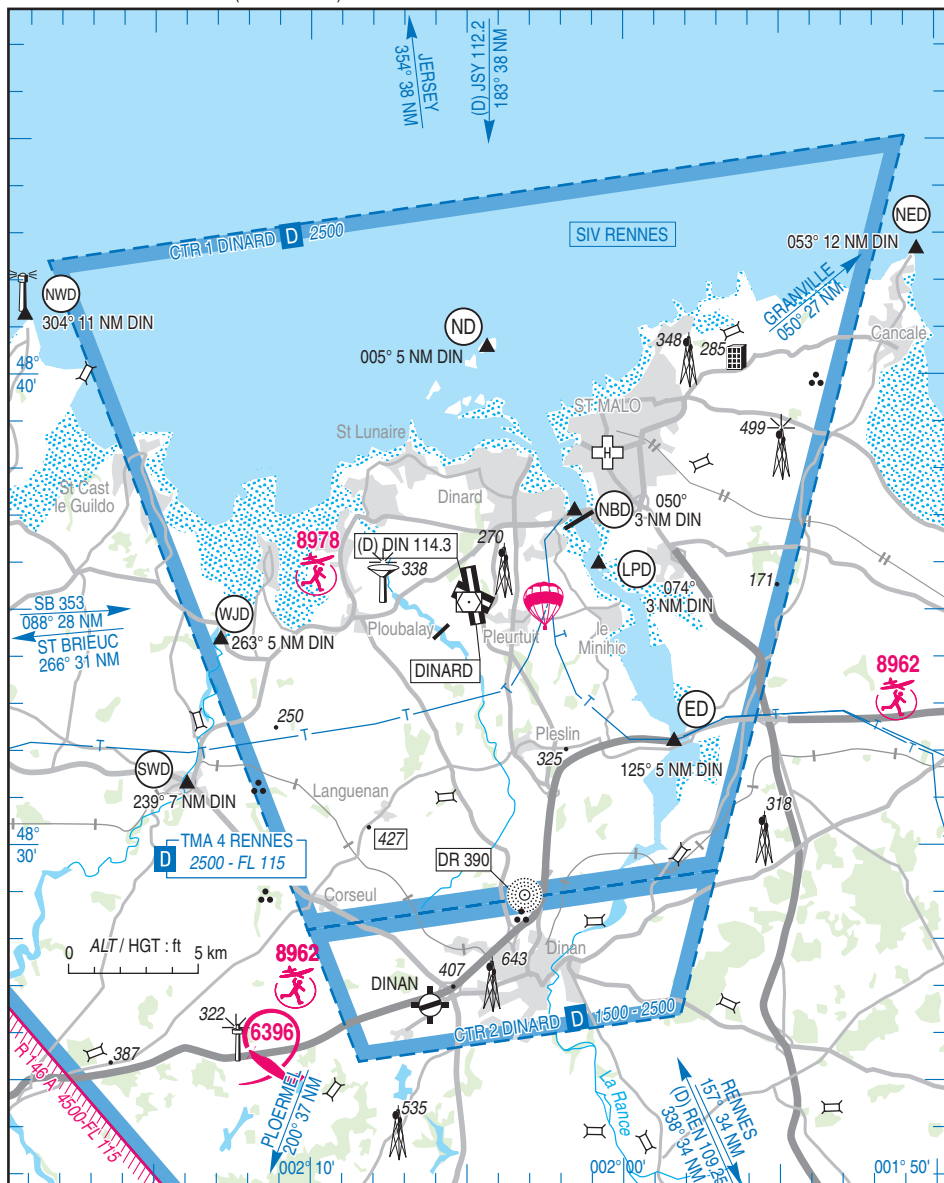 JERSEY
354° 38 NM
(D) JSY 112.2
183° 38 NM
CTR 1 DINARD D 2500
SIV RENNES
NED
053° 12 NM DIN
NWD
304° 11 NM DIN
ND
005° 5 NM DIN
GRANVILLE
050° 27 NM
Cancale
348
285
48°
40'
ST MALO
St Lunaire
499
H
St Cast
le Guildo
Dinard
NBD
050°
3 NM DIN
8978
(D) DIN 114.3
270
338
LPD
074°
3 NM DIN
171
SB 353
088° 28 NM
ST BRIEUC
266° 31 NM
WJD
263° 5 NM DIN
Ploubalay
Pleurtuit
le
Minihic
DINARD
8962
ED
125° 5 NM DIN
250
Pleslin
325
SWD
239° 7 NM DIN
Languenan
318
427
48°
30'
TMA 4 RENNES
D 2500 - FL 115
DR 390
Corseul
0 ALT / HGT : ft 5 km
8962
Dinan
DINAN
407
643
322
6396
CTR 2 DINARD D 1500 - 2500
387
R 146 A 4500-FL 115
PLOERMEL
200° 37 NM
535
La Rance
RENNES
157° 34 NM
(D) REN 109.25
338° 34 NM
002° 10'
002° 00'
001° 50'
T
T
T
T
T
T
T
T